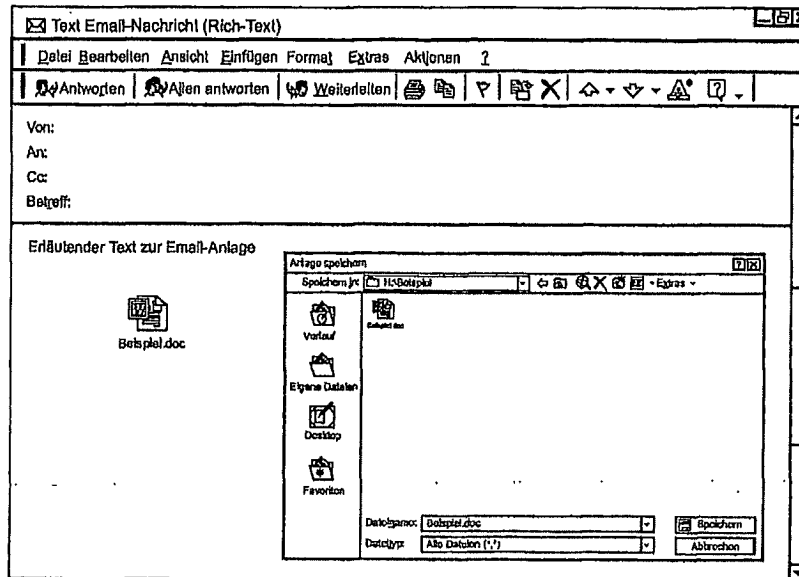 Text Email-Nachricht (Rich-Text)
Datei Bearbeiten Ansicht Einfügen Format Extras Aktionen ?
Antworten Allen antworten Weiterleiten
Von:
An:
Cc:
Betreff:
Erläutender Text zur Email-Anlage
Beispiel.doc
Anlage speichern
Speichern in: H:\Beispiel Extras
Beispiel.doc
Verlauf
Eigene Dateien
Desktop
Favoriten
Dateiname: Beispiel.doc Speichern
Dateityp: Alle Dateien (*.*) Abbrechen